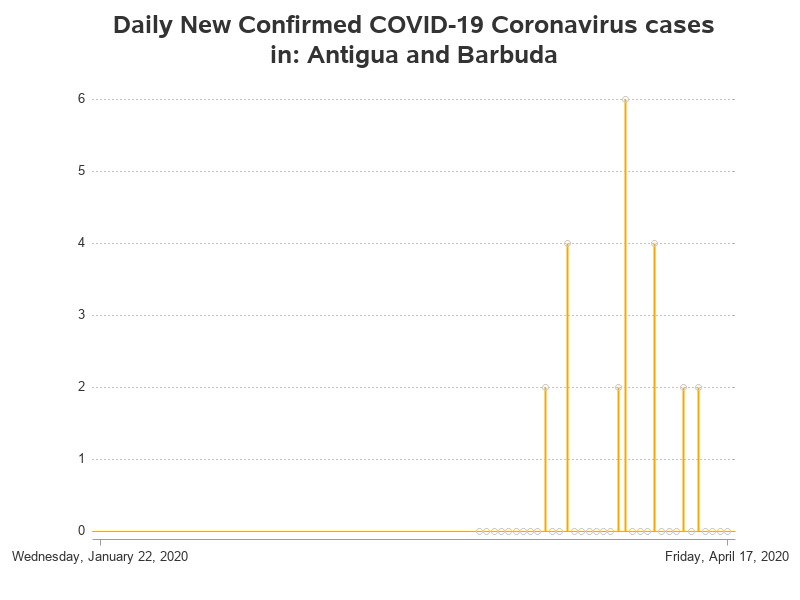 Daily New Confirmed COVID-19 Coronavirus cases
in: Antigua and Barbuda
6
5
4
3
2
1
0
Wednesday, January 22, 2020
Friday, April 17, 2020